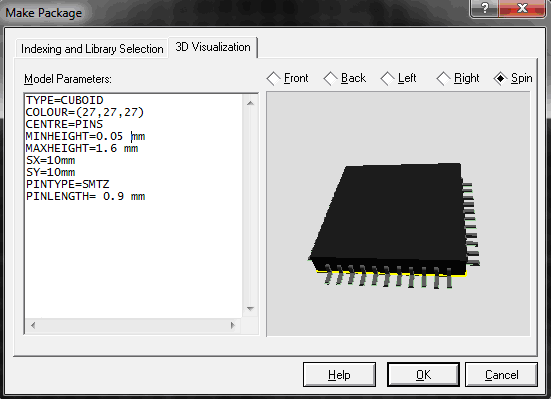 Make Package
?
Indexing and Library Selection
3D Visualization
Model Parameters:
Front Back Left Right Spin
TYPE=CUBOID
COLOUR=(27,27,27)
CENTRE=PINS
MINHEIGHT=0.05 mm
MAXHEIGHT=1.6 mm
SX=10mm
SY=10mm
PINTYPE=SMTZ
PINLENGTH= 0.9 mm
Help
OK
Cancel